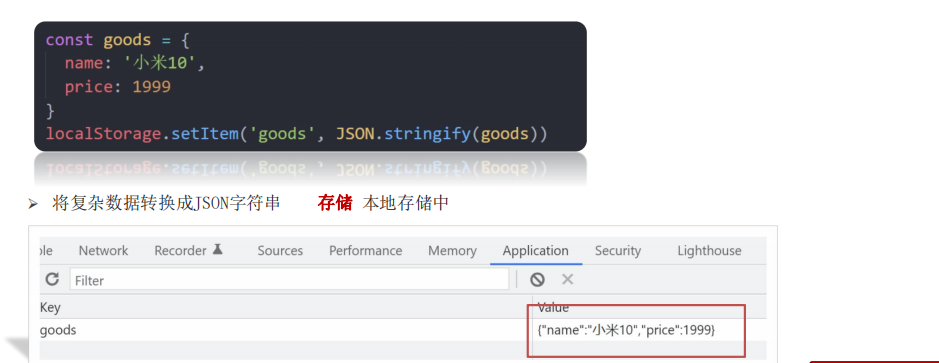 const goods = {
name: '小米10',
price: 1999
}
localStorage.setItem('goods', JSON.stringify(goods))
➢ 将复杂数据转换成JSON字符串 存储 本地存储中
ole Network Recorder Sources Performance Memory Application Security Lighthouse
Filter
Key Value
goods {"name":"小米10","price":1999}